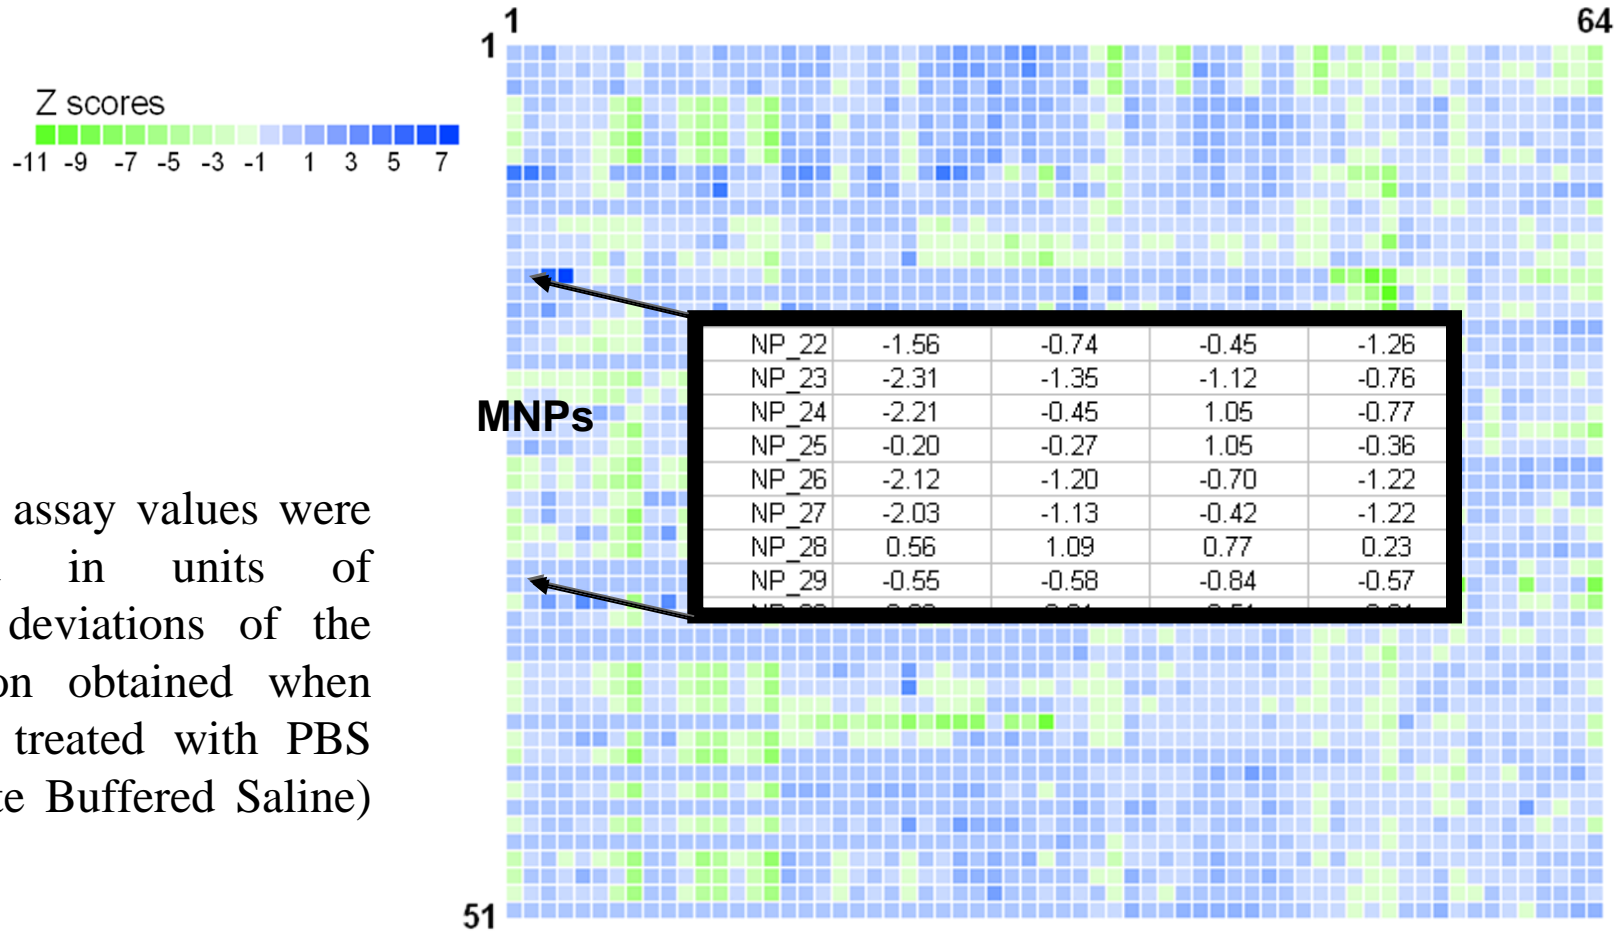 1
64
1
Z scores
-11 -9 -7 -5 -3 -1 1 3 5 7
NP_22 -1.56 -0.74 -0.45 -1.26
NP_23 -2.31 -1.35 -1.12 -0.76
NP_24 -2.21 -0.45 1.05 -0.77
NP_25 -0.20 -0.27 1.05 -0.36
NP_26 -2.12 -1.20 -0.70 -1.22
NP_27 -2.03 -1.13 -0.42 -1.22
NP_28 0.56 1.09 0.77 0.23
NP_29 -0.55 -0.58 -0.84 -0.57
MNPs
assay values were
in units of
deviations of the
on obtained when
treated with PBS
te Buffered Saline)
51